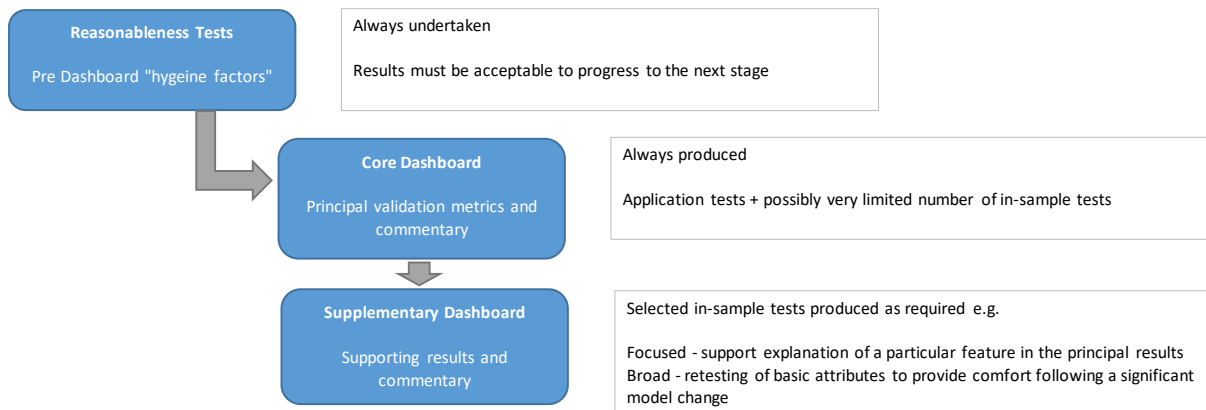 Reasonableness Tests
Pre Dashboard "hygeine factors"
Always undertaken
Results must be acceptable to progress to the next stage
Core Dashboard
Principal validation metrics and
commentary
Always produced
Application tests + possibly very limited number of in-sample tests
Supplementary Dashboard
Supporting results and
commentary
Selected in-sample tests produced as required e.g.
Focused - support explanation of a particular feature in the principal results
Broad - retesting of basic attributes to provide comfort following a significant
model change